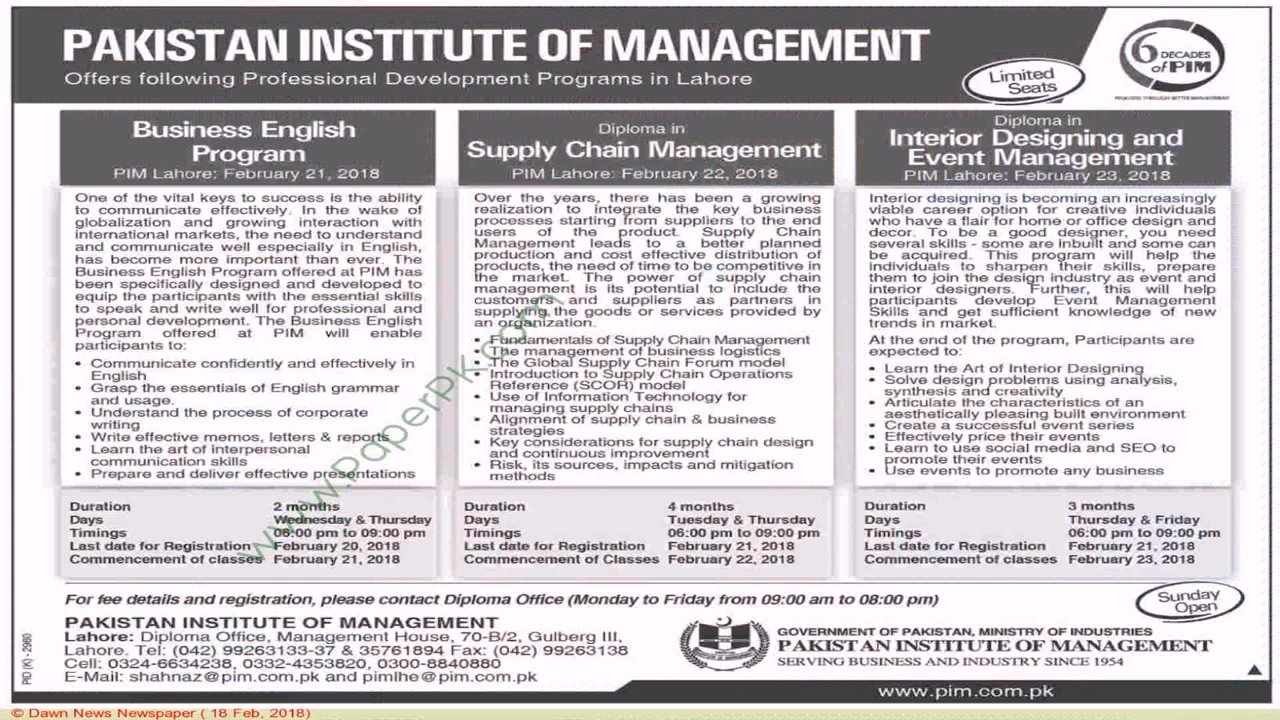 PAKISTAN INSTITUTE OF MANAGEMENT
Offers following Professional Development Programs in Lahore
Limited
Seats
6 DECADES
of PIM
Business English
Program
PIM Lahore: February 21, 2018
One of the vital keys to success is the ability
to communicate effectively. In the wake of
globalization and growing interaction with
international markets, the need to understand
and communicate well especially in English,
has become more important than ever. The
Business English Program offered at PIM has
been specifically designed and developed to
equip the participants with the essential skills
to speak and write well for professional and
personal development. The Business English
Program offered at PIM will enable
participants to:
• Communicate confidently and effectively in
English
• Grasp the essentials of English grammar
and usage.
• Understand the process of corporate
writing
• Write effective memos, letters & reports
• Learn the art of interpersonal
communication skills
• Prepare and deliver effective presentations
Duration 2 months
Days Wednesday & Thursday
Timings 06:00 pm to 09:00 pm
Last date for Registration February 20, 2018
Commencement of classes February 21, 2018
Diploma in
Supply Chain Management
PIM Lahore: February 22, 2018
Over the years, there has been a growing
realization to integrate the key business
processes starting from suppliers to the end
users of the product. Supply Chain
Management leads to a better planned
production and cost effective distribution of
products, the need of time to be competitive in
the market. The power of supply chain
management is its potential to include the
customers and suppliers as partners in
supplying the goods or services provided by
an organization.
• Fundamentals of Supply Chain Management
• The management of business logistics
• The Global Supply Chain Forum model
• Introduction to Supply Chain Operations
Reference (SCOR) model
• Use of Information Technology for
managing supply chains
• Alignment of supply chain & business
strategies
• Key considerations for supply chain design
and continuous improvement
• Risk, its sources, impacts and mitigation
methods
Duration 4 months
Days Tuesday & Thursday
Timings 06:00 pm to 09:00 pm
Last date for Registration February 21, 2018
Commencement of Classes February 22, 2018
Diploma in
Interior Designing and
Event Management
PIM Lahore: February 23, 2018
Interior designing is becoming an increasingly
viable career option for creative individuals
who have a flair for home or office design and
decor. To be a good designer, you need
several skills - some are inbuilt and some can
be acquired. This program will help the
individuals to sharpen their skills, prepare
them to join the design industry as event and
interior designers. Further, this will help
participants develop Event Management
Skills and get sufficient knowledge of new
trends in market.
At the end of the program, Participants are
expected to:
• Learn the Art of Interior Designing
• Solve design problems using analysis,
synthesis and creativity
• Articulate the characteristics of an
aesthetically pleasing built environment
• Create a successful event series
• Effectively price their events
• Learn to use social media and SEO to
promote their events
• Use events to promote any business
Duration 3 months
Days Thursday & Friday
Timings 06:00 pm to 09:00 pm
Last date for Registration February 21, 2018
Commencement of classes February 23, 2018
www.PaperPK.com
For fee details and registration, please contact Diploma Office (Monday to Friday from 09:00 am to 08:00 pm)
Sunday
Open
PAKISTAN INSTITUTE OF MANAGEMENT
Lahore: Diploma Office, Management House, 70-B/2, Gulberg III,
Lahore. Tel: (042) 99263133-37 & 35761894 Fax: (042) 99263138
Cell: 0324-6634238, 0332-4353820, 0300-8840880
E-Mail: shahnaz@pim.com.pk and pimlhe@pim.com.pk
GOVERNMENT OF PAKISTAN, MINISTRY OF INDUSTRIES
PAKISTAN INSTITUTE OF MANAGEMENT
SERVING BUSINESS AND INDUSTRY SINCE 1954
www.pim.com.pk
PID (K) - 2960
© Dawn News Newspaper ( 18 Feb, 2018)